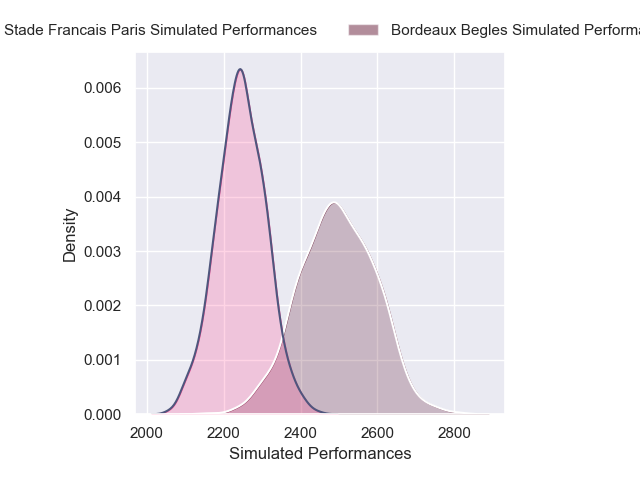 Stade Francais Paris Simulated Performances
Bordeaux Begles Simulated
0.006
0.005
0.004
0.003
0.002
0.001
0.000
Density
2000 2200 2400 2600 2800
Simulated Performances